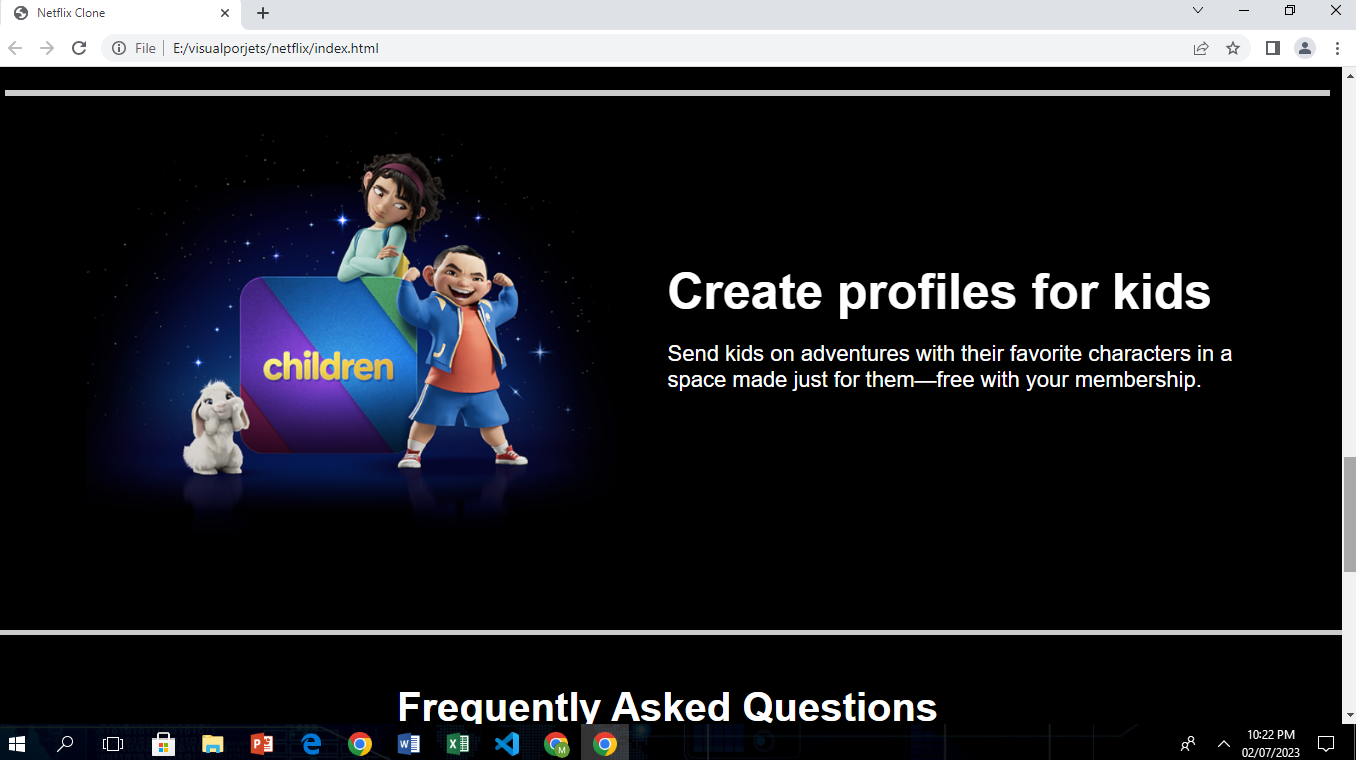 Netflix Clone
File E:/visualporjets/netflix/index.html
children
Create profiles for kids
Send kids on adventures with their favorite characters in a
space made just for them—free with your membership.
Frequently Asked Questions
10:22 PM
02/07/2023